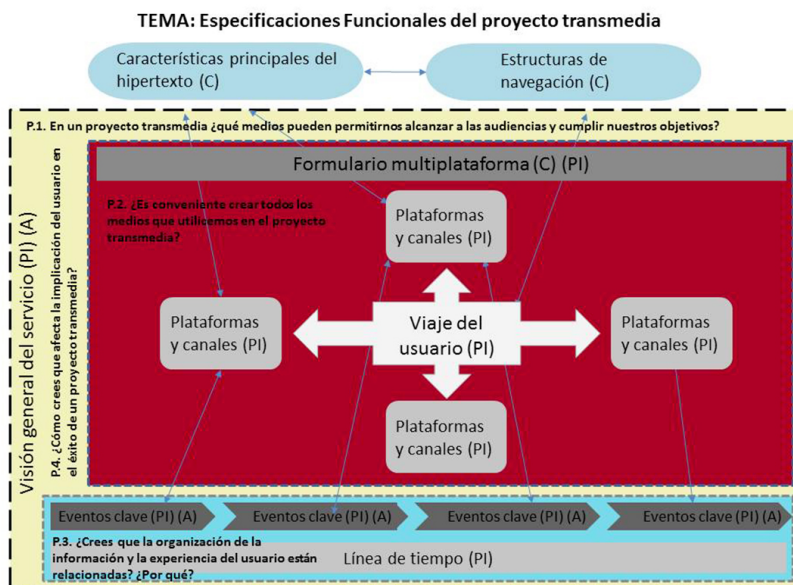 TEMA: Especificaciones Funcionales del proyecto transmedia
Características principales del
hipertexto (C)
Estructuras de
navegación (C)
P.1. En un proyecto transmedia ¿qué medios pueden permitirnos alcanzar a las audiencias y cumplir nuestros objetivos?
Visión general del servicio (PI) (A)
P.4. ¿Cómo crees que afecta la implicación del usuario en
el éxito de un proyecto transmedia?
Formulario multiplataforma (C) (PI)
P.2. ¿Es conveniente crear todos los
medios que utilicemos en el proyecto
transmedia?
Plataformas
y canales (PI)
Plataformas
y canales (PI)
Viaje del
usuario (PI)
Plataformas
y canales (PI)
Plataformas
y canales (PI)
Eventos clave (PI) (A)
Eventos clave (PI) (A)
Eventos clave (PI) (A)
Eventos clave (PI) (A)
P.3. ¿Crees que la organización de la
información y la experiencia del usuario están
relacionadas? ¿Por qué?
Línea de tiempo (PI)